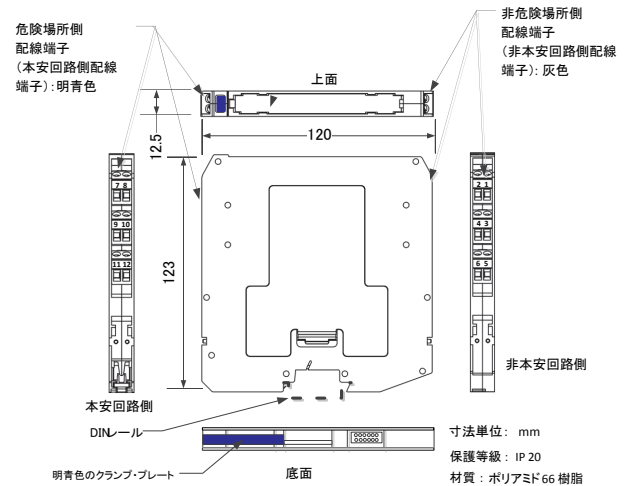 危険場所側
配線端子
(本安回路側配線
端子):明青色
非危険場所側
配線端子
(非本安回路側配線
端子):灰色
上面
12.5
120
123
7 8
9 10
11 12
2 1
4 3
6 5
本安回路側
非本安回路側
DINレール
明青色のクランプ・プレート
底面
寸法単位: mm
保護等級:IP 20
材質:ポリアミド66 樹脂